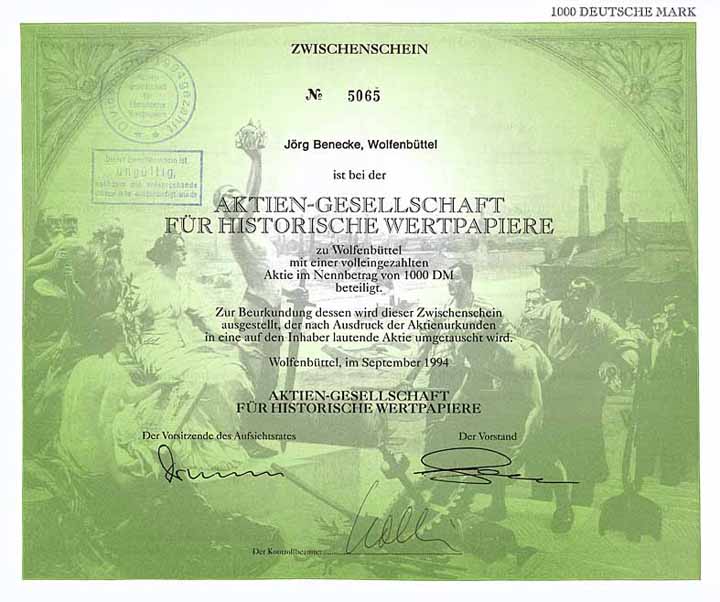 1000 DEUTSCHE MARK
ZWISCHENSCHEIN
№ 5065
Jörg Benecke, Wolfenbüttel
ist bei der
AKTIEN-GESELLSCHAFT
FÜR HISTORISCHE WERTPAPIERE
zu Wolfenbüttel
mit einer volleingezahlten
Aktie im Nennbetrag von 1000 DM
beteiligt.
Zur Beurkundung dessen wird dieser Zwischenschein
ausgestellt, der nach Ausdruck der Aktienurkunden
in eine auf den Inhaber lautende Aktie umgetauscht wird.
Wolfenbüttel, im September 1994
AKTIEN-GESELLSCHAFT
FÜR HISTORISCHE WERTPAPIERE
Der Vorsitzende des Aufsichtsrates
Der Vorstand
Der Kontrollbeamte
ungültig,